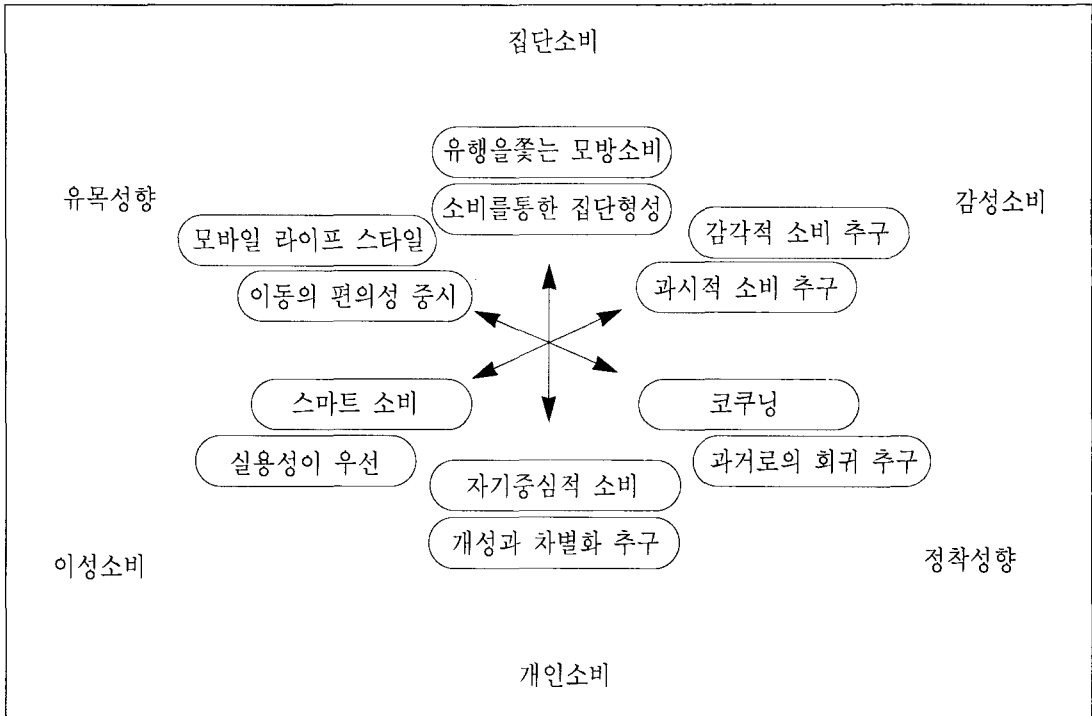 집단소비
유행을쫓는 모방소비
유목성향
소비를통한 집단형성
감성소비
모바일 라이프 스타일
감각적 소비 추구
이동의 편의성 중시
과시적 소비 추구
스마트 소비
코쿠닝
실용성이 우선
과거로의 회귀 추구
자기중심적 소비
개성과 차별화 추구
이성소비
정착성향
개인소비